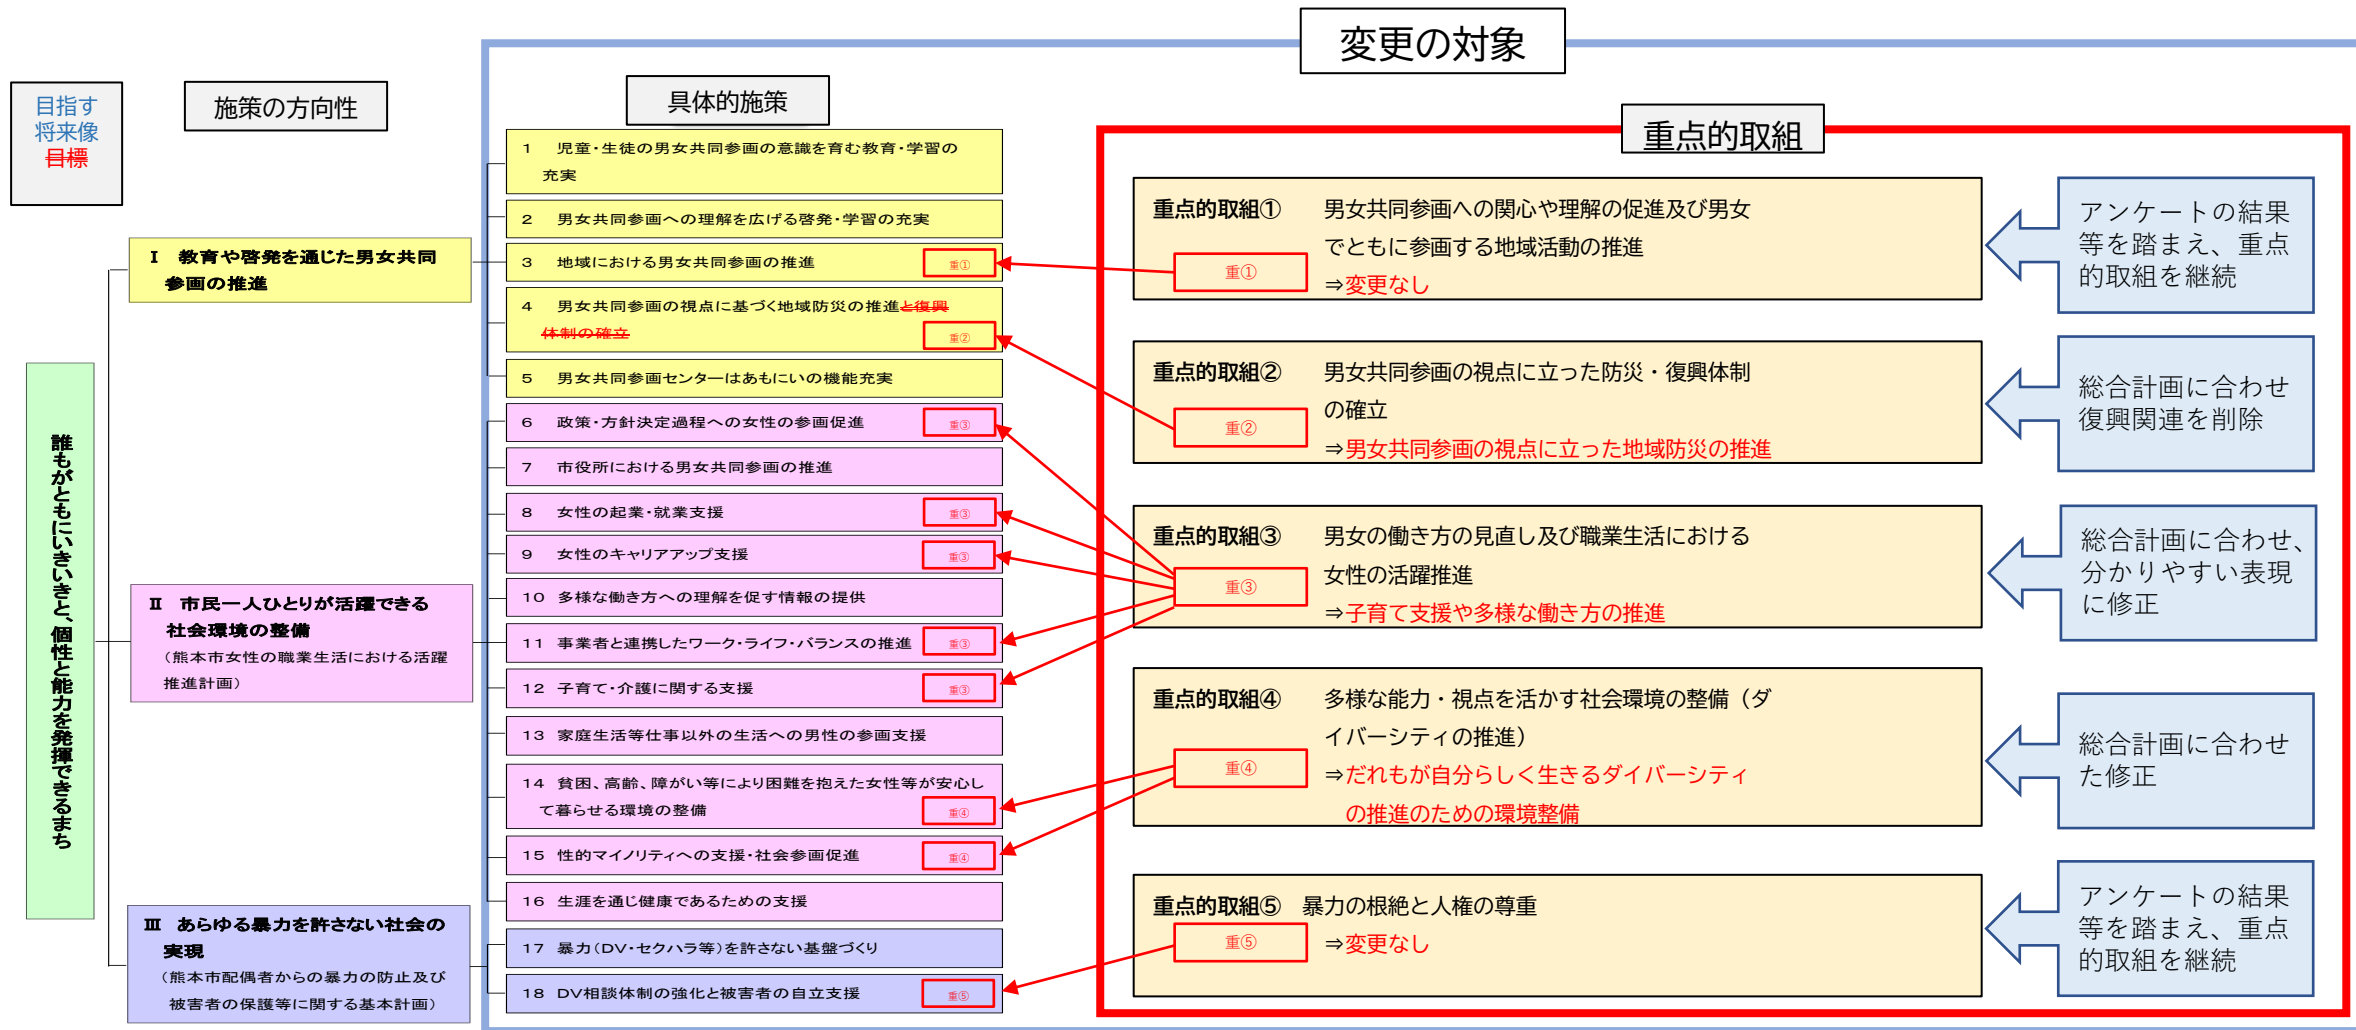 変更の対象
目指す
将来像
目標
施策の方向性
具体的施策
重点的取組
誰もがともにいきいきと、個性と能力を発揮できるまち
Ⅰ 教育や啓発を通じた男女共同
参画の推進
Ⅱ 市民一人ひとりが活躍できる
社会環境の整備
（熊本市女性の職業生活における活躍
推進計画）
Ⅲ あらゆる暴力を許さない社会の
実現
（熊本市配偶者からの暴力の防止及び
被害者の保護等に関する基本計画）
1 児童・生徒の男女共同参画の意識を育む教育・学習の
充実
2 男女共同参画への理解を広げる啓発・学習の充実
3 地域における男女共同参画の推進
重①
4 男女共同参画の視点に基づく地域防災の推進と復興
体制の確立
重②
5 男女共同参画センターはあもにいの機能充実
6 政策・方針決定過程への女性の参画促進
重③
7 市役所における男女共同参画の推進
8 女性の起業・就業支援
重③
9 女性のキャリアアップ支援
重③
10 多様な働き方への理解を促す情報の提供
11 事業者と連携したワーク・ライフ・バランスの推進
重③
12 子育て・介護に関する支援
重③
13 家庭生活等仕事以外の生活への男性の参画支援
14 貧困、高齢、障がい等により困難を抱えた女性等が安心し
て暮らせる環境の整備
重④
15 性的マイノリティへの支援・社会参画促進
重④
16 生涯を通じ健康であるための支援
17 暴力（DV・セクハラ等）を許さない基盤づくり
18 DV相談体制の強化と被害者の自立支援
重⑤
重点的取組① 男女共同参画への関心や理解の促進及び男女
でともに参画する地域活動の推進
重①
⇒変更なし
アンケートの結果
等を踏まえ、重点
的取組を継続
重点的取組② 男女共同参画の視点に立った防災・復興体制
の確立
重②
⇒男女共同参画の視点に立った地域防災の推進
総合計画に合わせ
復興関連を削除
重点的取組③ 男女の働き方の見直し及び職業生活における
女性の活躍推進
重③
⇒子育て支援や多様な働き方の推進
総合計画に合わせ、
分かりやすい表現
に修正
重点的取組④ 多様な能力・視点を活かす社会環境の整備（ダ
イバーシティの推進）
重④
⇒だれもが自分らしく生きるダイバーシティ
の推進のための環境整備
総合計画に合わせ
た修正
重点的取組⑤ 暴力の根絶と人権の尊重
重⑤
⇒変更なし
アンケートの結果
等を踏まえ、重点
的取組を継続